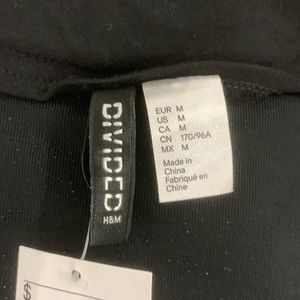 DIVIDED
H&M
EUR M
US M
CA M
CN 170/96A
MX M
Made in
China
Fabriqué en
Chine